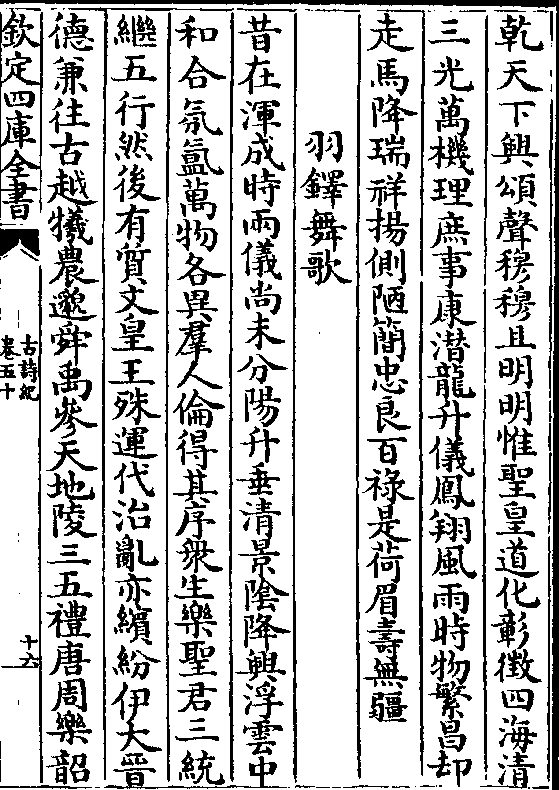 乾天下興頌聲穆穆且明明惟聖皇道化彰徴四海清
三光萬機理庶事康潜龍升儀鳳翔風雨時物繁昌却
走馬降瑞祥揚側陋簡忠良百祿是荷眉壽無疆
羽鐸舞歌
昔在渾成時兩儀尚未分陽升垂清景隂降興浮雲中
和合氛氳萬物各異羣人倫得其序衆生樂聖君三統
繼五行然後有質文皇王殊運代治亂亦繽紛伊大晉
德兼往古越犧農邈舜禹參天地陵三五禮唐周樂韶
欽定四庫全書
古詩紀
卷五十
十六